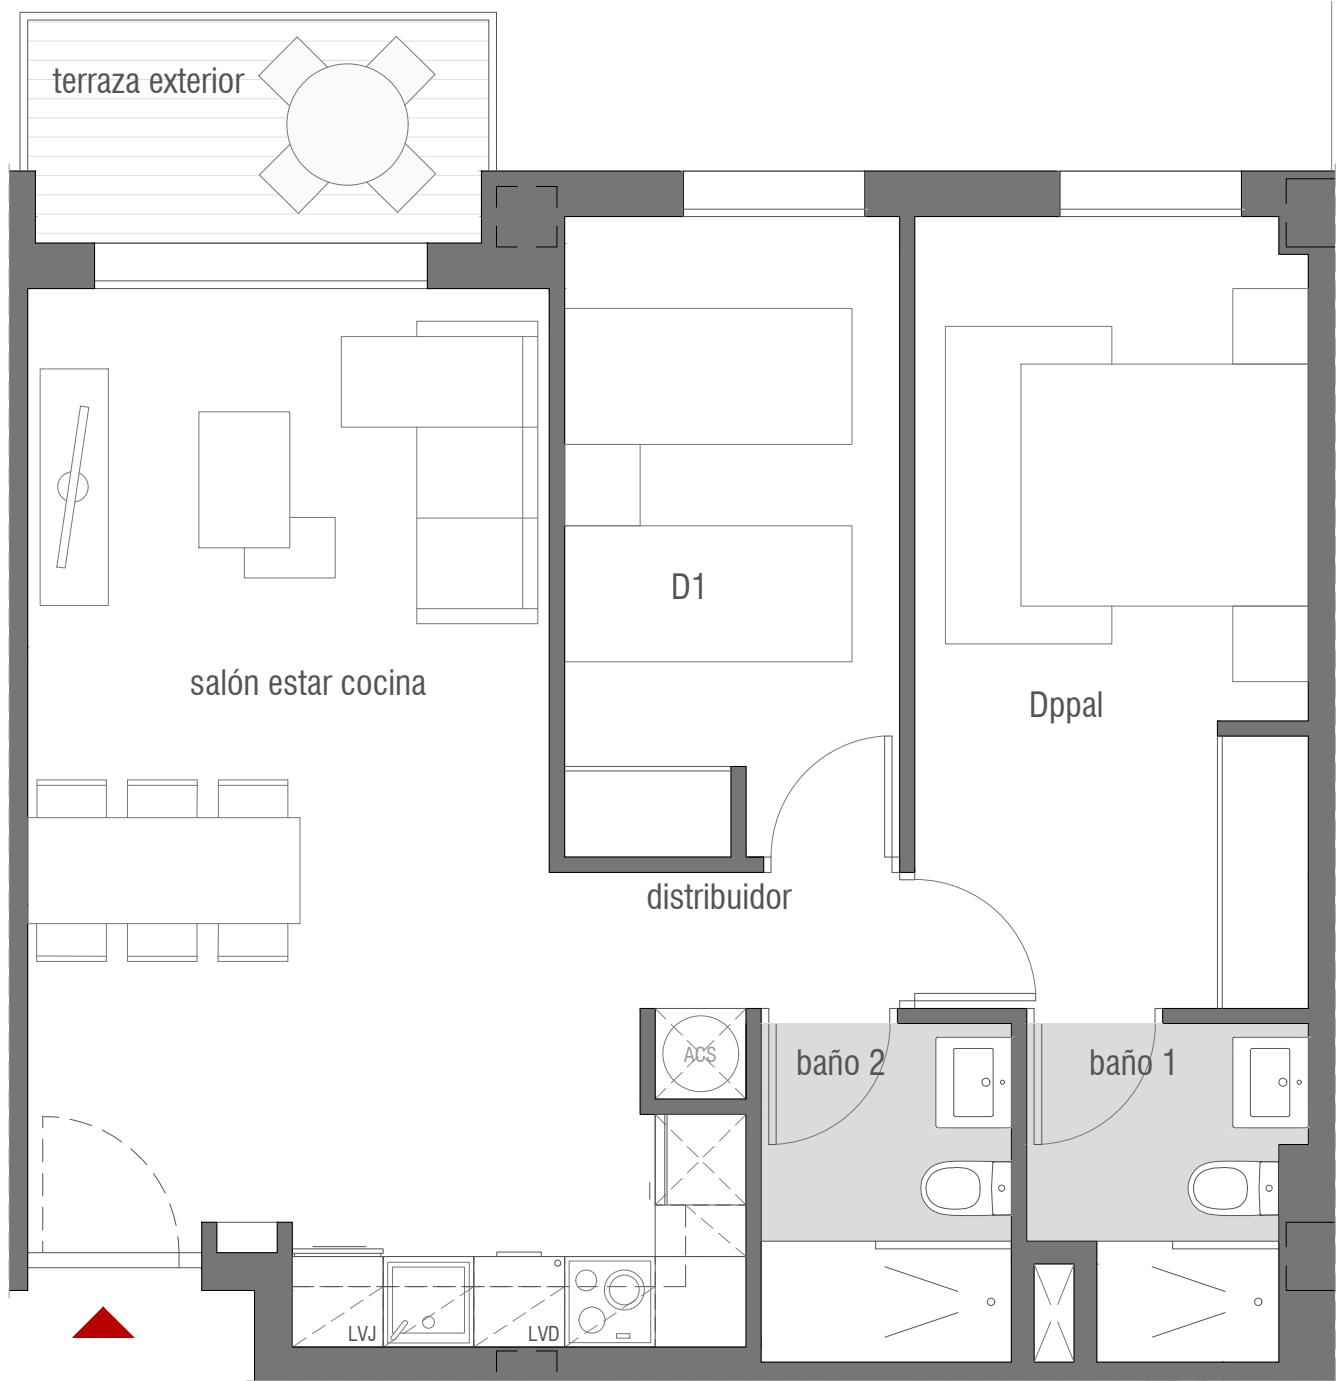 terraza exterior
D1
salón estar cocina
Dppal
distribuidor
ACS
baño 2
baño 1
LVJ
LVD